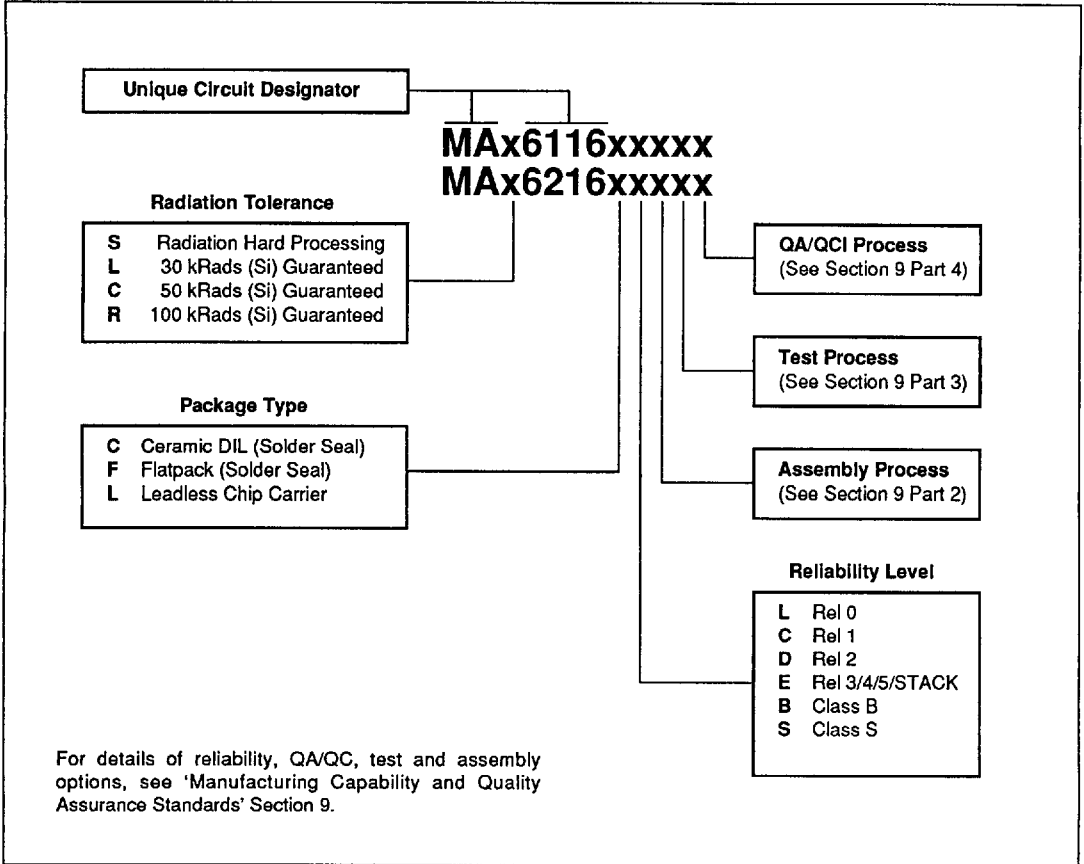 Unique Circuit Designator
MAx6116xxxxx
MAx6216xxxxx
Radiation Tolerance
S Radiation Hard Processing
L 30 kRads (Si) Guaranteed
C 50 kRads (Si) Guaranteed
R 100 kRads (Si) Guaranteed
Package Type
C Ceramic DIL (Solder Seal)
F Flatpack (Solder Seal)
L Leadless Chip Carrier
QA/QCI Process
(See Section 9 Part 4)
Test Process
(See Section 9 Part 3)
Assembly Process
(See Section 9 Part 2)
Reliability Level
L Rel 0
C Rel 1
D Rel 2
E Rel 3/4/5/STACK
B Class B
S Class S
For details of reliability, QA/QC, test and assembly
options, see ‘Manufacturing Capability and Quality
Assurance Standards’ Section 9.